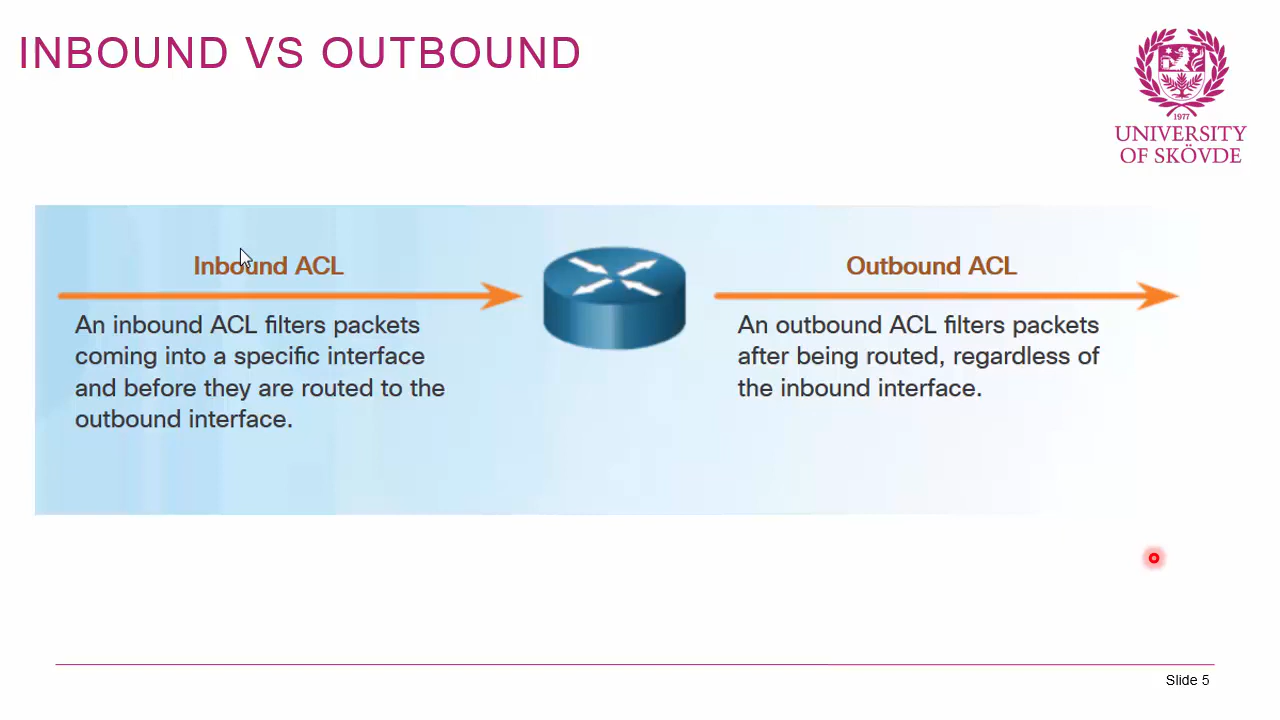 INBOUND VS OUTBOUND
1977
UNIVERSITY
OF SKÖVDE
Inbound ACL
An inbound ACL filters packets
coming into a specific interface
and before they are routed to the
outbound interface.
Outbound ACL
An outbound ACL filters packets
after being routed, regardless of
the inbound interface.
Slide 5